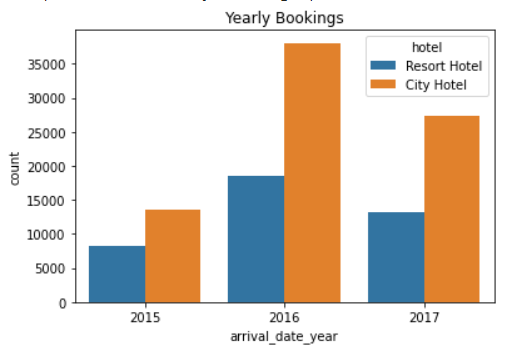 Yearly Bookings
hotel
Resort Hotel
City Hotel
35000
30000
25000
20000
15000
10000
5000
0
count
2015 2016 2017
arrival_date_year